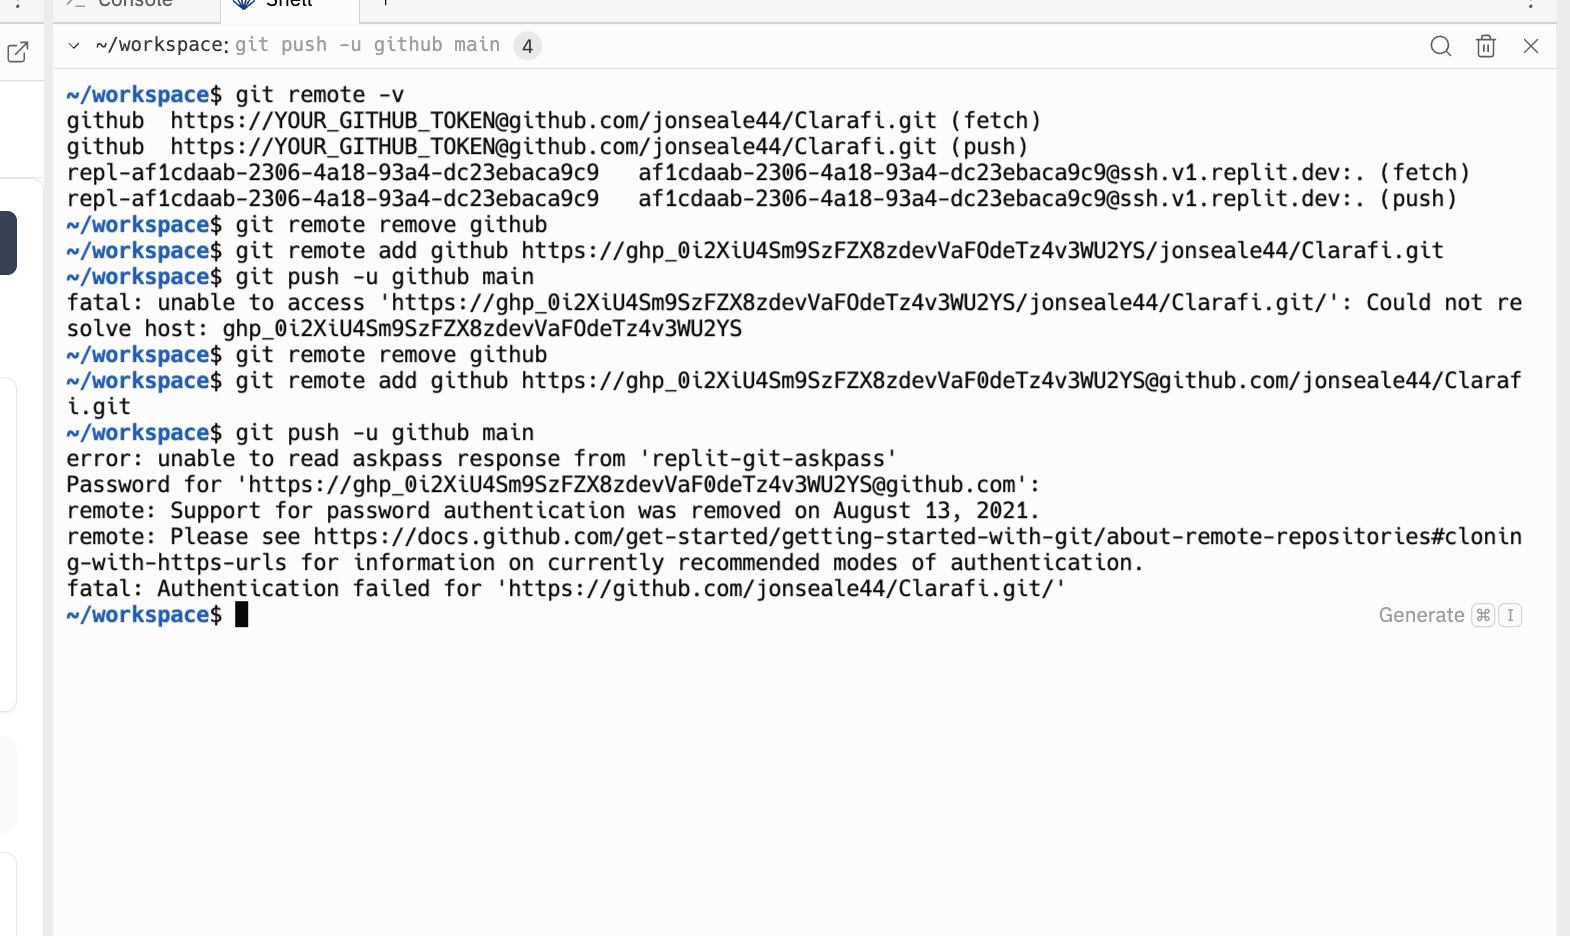 Console
Shell
~/workspace: git push -u github main 4
~/workspace$ git remote -v
github  https://YOUR_GITHUB_TOKEN@github.com/jonseale44/Clarafi.git (fetch)
github  https://YOUR_GITHUB_TOKEN@github.com/jonseale44/Clarafi.git (push)
repl-af1cdaab-2306-4a18-93a4-dc23ebaca9c9   af1cdaab-2306-4a18-93a4-dc23ebaca9c9@ssh.v1.replit.dev:. (fetch)
repl-af1cdaab-2306-4a18-93a4-dc23ebaca9c9   af1cdaab-2306-4a18-93a4-dc23ebaca9c9@ssh.v1.replit.dev:. (push)
~/workspace$ git remote remove github
~/workspace$ git remote add github https://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/jonseale44/Clarafi.git
~/workspace$ git push -u github main
fatal: unable to access 'https://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/jonseale44/Clarafi.git/': Could not re
solve host: 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
~/workspace$ git remote remove github
~/workspace$ git remote add github https://ghp_0i2XiU4Sm9SzFZX8zdevVaF0deTz4v3WU2YS@github.com/jonseale44/Claraf
i.git
~/workspace$ git push -u github main
error: unable to read askpass response from 'replit-git-askpass'
Password for 'https://ghp_0i2XiU4Sm9SzFZX8zdevVaF0deTz4v3WU2YS@github.com':
remote: Support for password authentication was removed on August 13, 2021.
remote: Please see https://docs.github.com/get-started/getting-started-with-git/about-remote-repositories#clonin
g-with-https-urls for information on currently recommended modes of authentication.
fatal: Authentication failed for 'https://github.com/jonseale44/Clarafi.git/'
~/workspace$
Generate ⌘ I